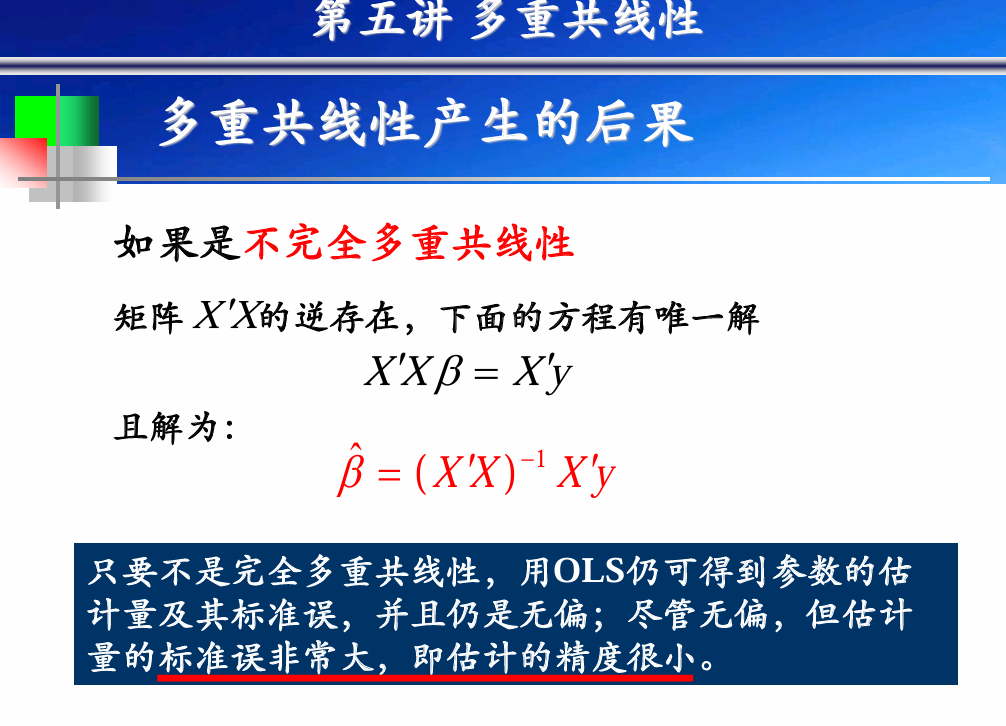 第五讲 多重共线性
多重共线性产生的后果
如果是不完全多重共线性
矩阵 X′X的逆存在，下面的方程有唯一解
X′Xβ = X′y
且解为：
β̂ = (X′X)⁻¹ X′y
只要不是完全多重共线性，用OLS仍可得到参数的估
计量及其标准误，并且仍是无偏；尽管无偏，但估计
量的标准误非常大，即估计的精度很小。